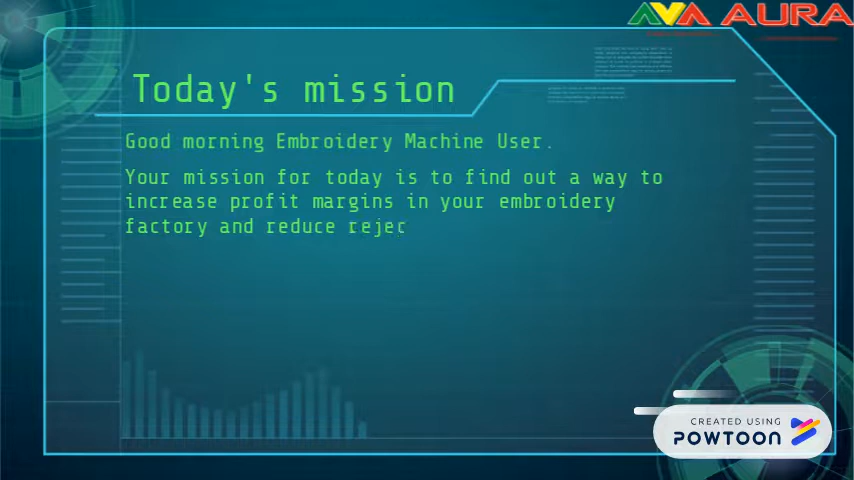 AVA AURA
Today's mission
Good morning Embroidery Machine User.
Your mission for today is to find out a way to
increase profit margins in your embroidery
factory and reduce rejec
CREATED USING
POWTOON